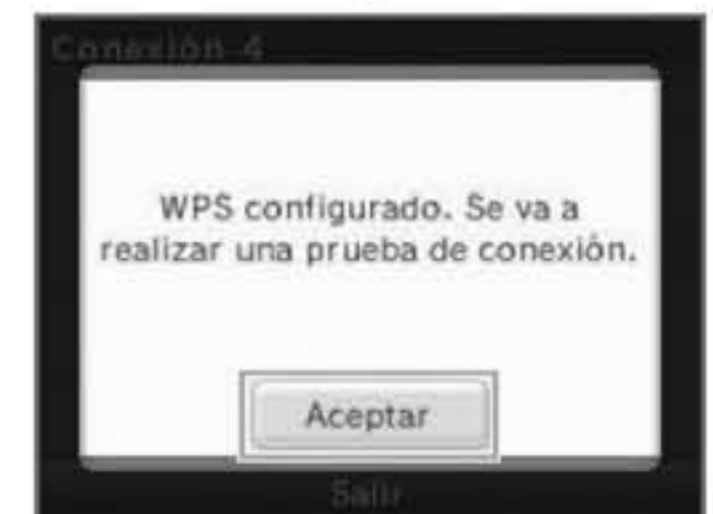 Conexión 4
WPS configurado. Se va a
realizar una prueba de conexión.
Aceptar
Salir